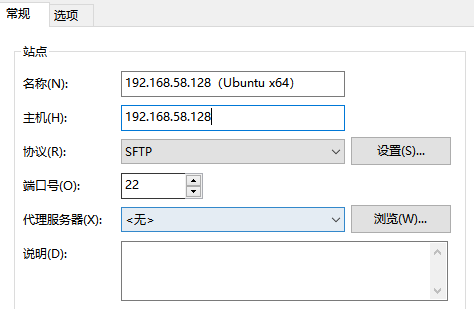 常规 选项
站点
名称(N): 192.168.58.128（Ubuntu x64）
主机(H): 192.168.58.128
协议(R): SFTP 设置(S)...
端口号(O): 22
代理服务器(X): <无> 浏览(W)...
说明(D):